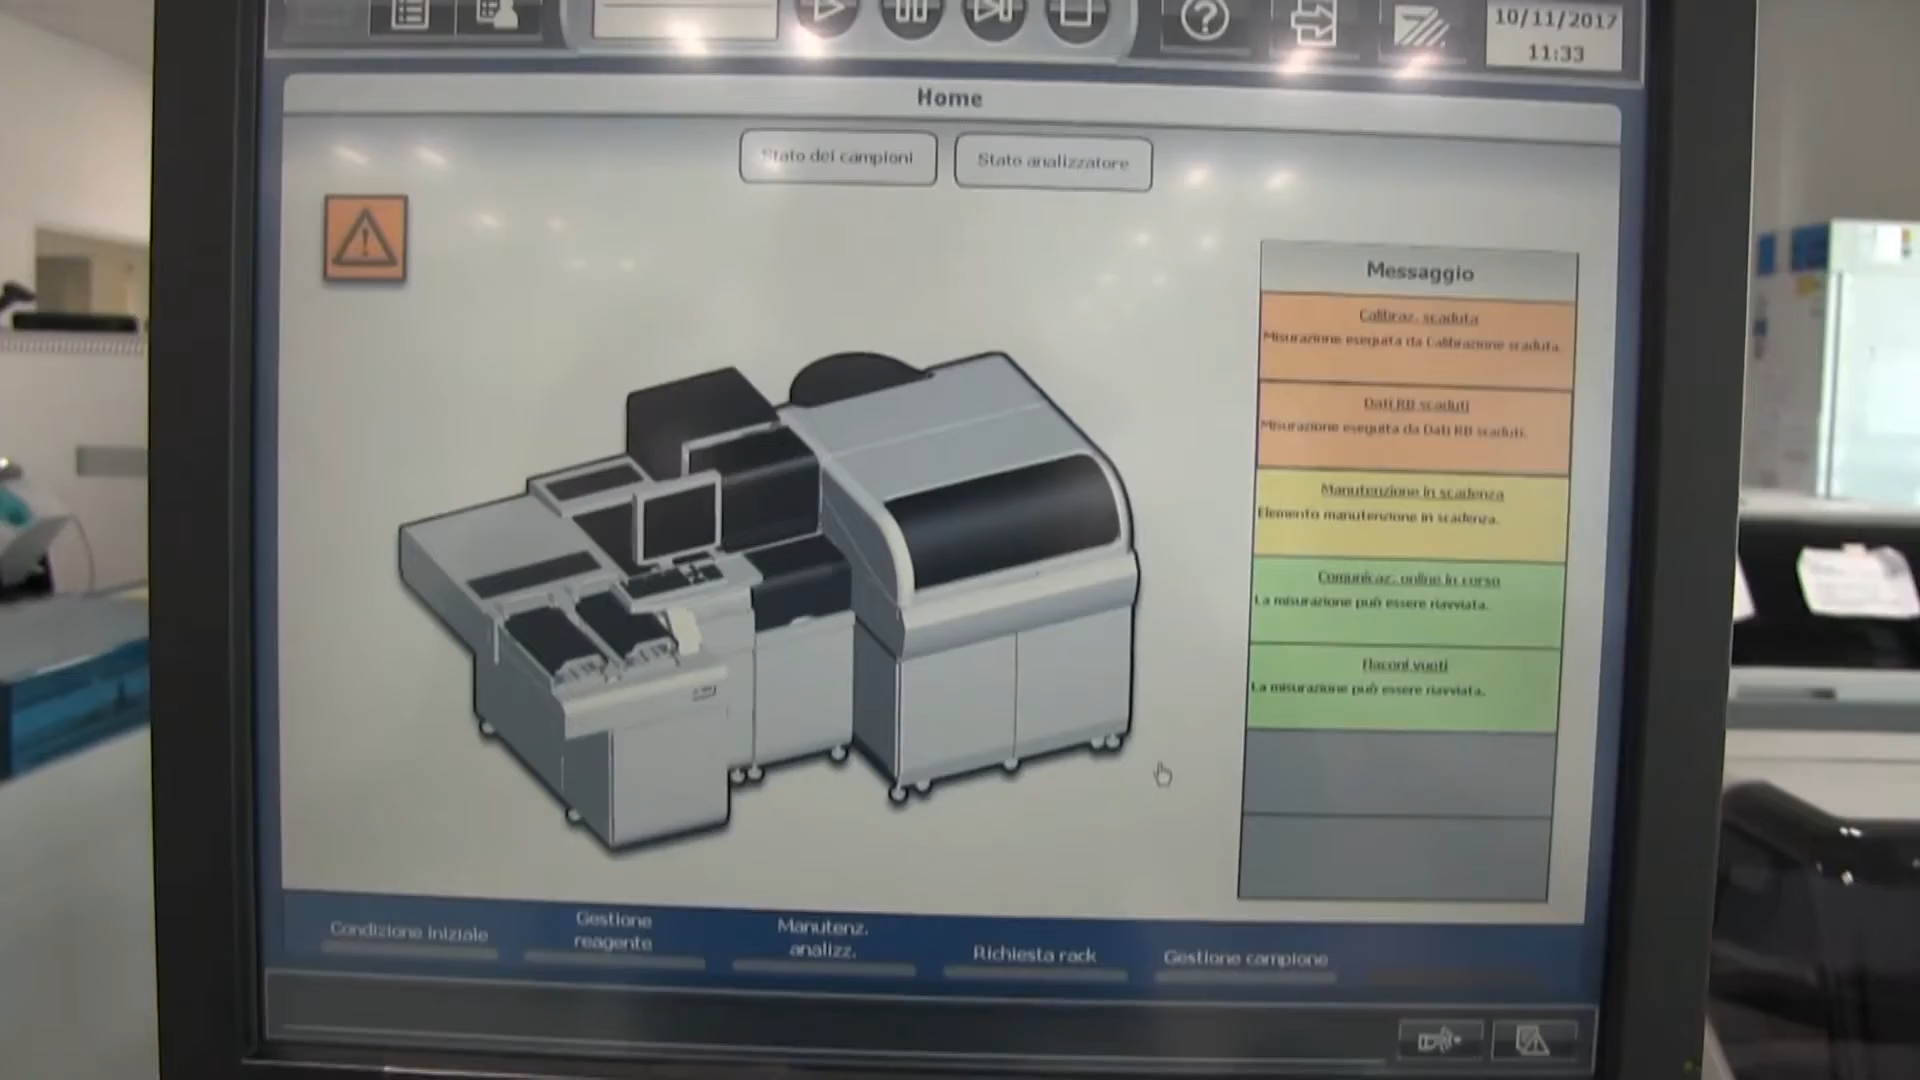 10/11/2017
11:33
Home
Stato dei campioni
Stato analizzatore
Messaggio
Calibraz. scaduta
Misurazione eseguita da Calibrazione scaduta.
Dati RB scaduti
Misurazione eseguita da Dati RB scaduti.
Manutenzione in scadenza
Elemento manutenzione in scadenza.
Comunicaz. online in corso
La misurazione può essere riavviata.
Flaconi vuoti
La misurazione può essere riavviata.
Condizione iniziale
Gestione
reagente
Manutenz.
analizz.
Richiesta rack
Gestione campione